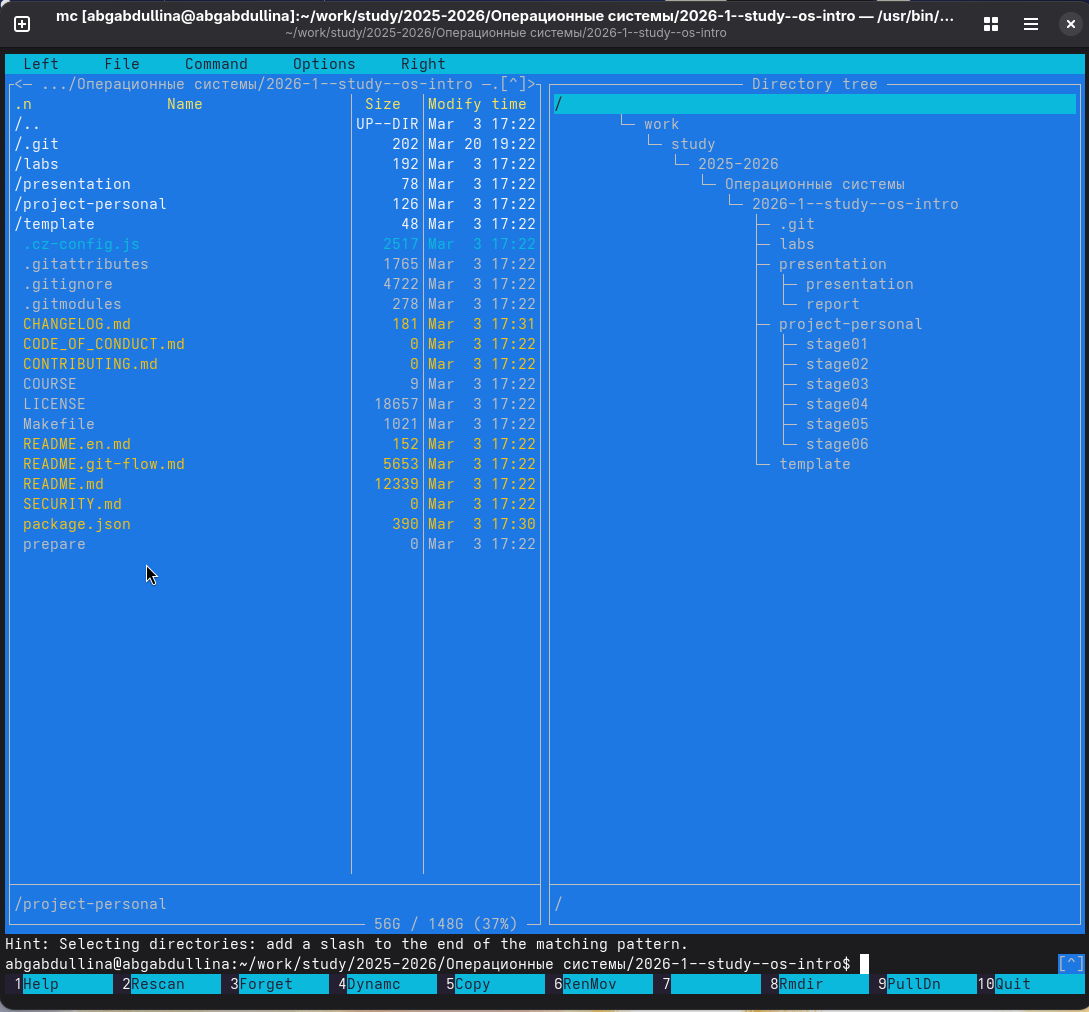 mc [abgabdullina@abgabdullina]:~/work/study/2025-2026/Операционные системы/2026-1--study--os-intro — /usr/bin/...
~/work/study/2025-2026/Операционные системы/2026-1--study--os-intro
Left File Command Options Right
<— .../Операционные системы/2026-1--study--os-intro —.[^]> Directory tree
.n Name Size Modify time /
/.. UP--DIR Mar 3 17:22 work
/.git 202 Mar 20 19:22 study
/labs 192 Mar 3 17:22 2025-2026
/presentation 78 Mar 3 17:22 Операционные системы
/project-personal 126 Mar 3 17:22 2026-1--study--os-intro
/template 48 Mar 3 17:22 .git
.cz-config.js 2517 Mar 3 17:22 labs
.gitattributes 1765 Mar 3 17:22 presentation
.gitignore 4722 Mar 3 17:22 presentation
.gitmodules 278 Mar 3 17:22 report
CHANGELOG.md 181 Mar 3 17:31 project-personal
CODE_OF_CONDUCT.md 0 Mar 3 17:22 stage01
CONTRIBUTING.md 0 Mar 3 17:22 stage02
COURSE 9 Mar 3 17:22 stage03
LICENSE 18657 Mar 3 17:22 stage04
Makefile 1021 Mar 3 17:22 stage05
README.en.md 152 Mar 3 17:22 stage06
README.git-flow.md 5653 Mar 3 17:22 template
README.md 12339 Mar 3 17:22
SECURITY.md 0 Mar 3 17:22
package.json 390 Mar 3 17:30
prepare 0 Mar 3 17:22
/project-personal /
56G / 148G (37%)
Hint: Selecting directories: add a slash to the end of the matching pattern.
abgabdullina@abgabdullina:~/work/study/2025-2026/Операционные системы/2026-1--study--os-intro$ [^]
1Help 2Rescan 3Forget 4Dynamc 5Copy 6RenMov 7 8Rmdir 9PullDn 10Quit